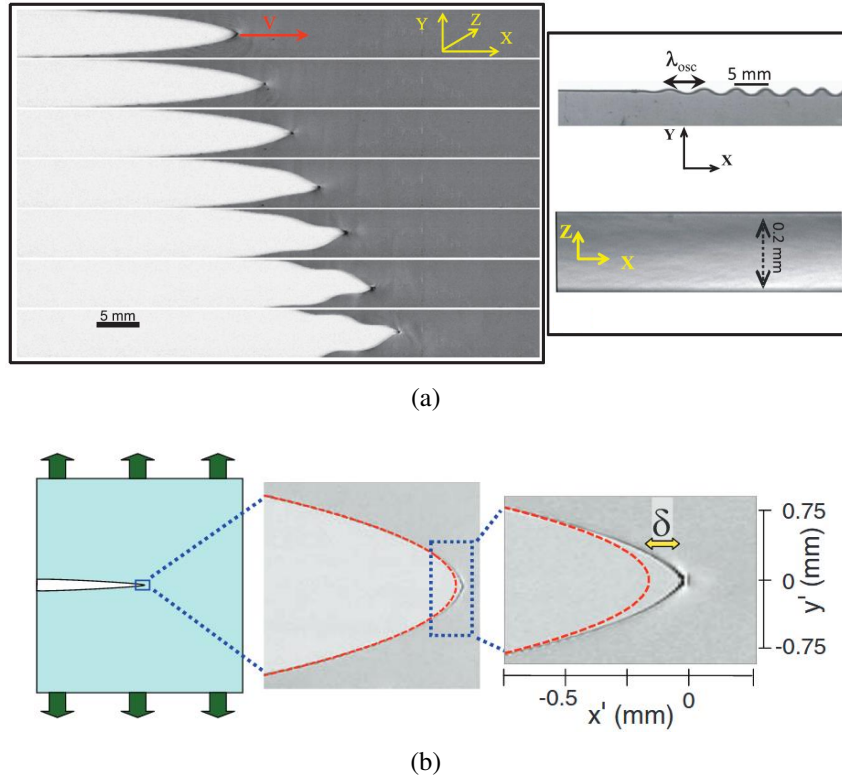 V
Y
Z
X
5 mm
λosc
5 mm
Y
X
Z
X
0.2 mm
(a)
δ
0.75
0
-0.75
y' (mm)
-0.5
0
x' (mm)
(b)